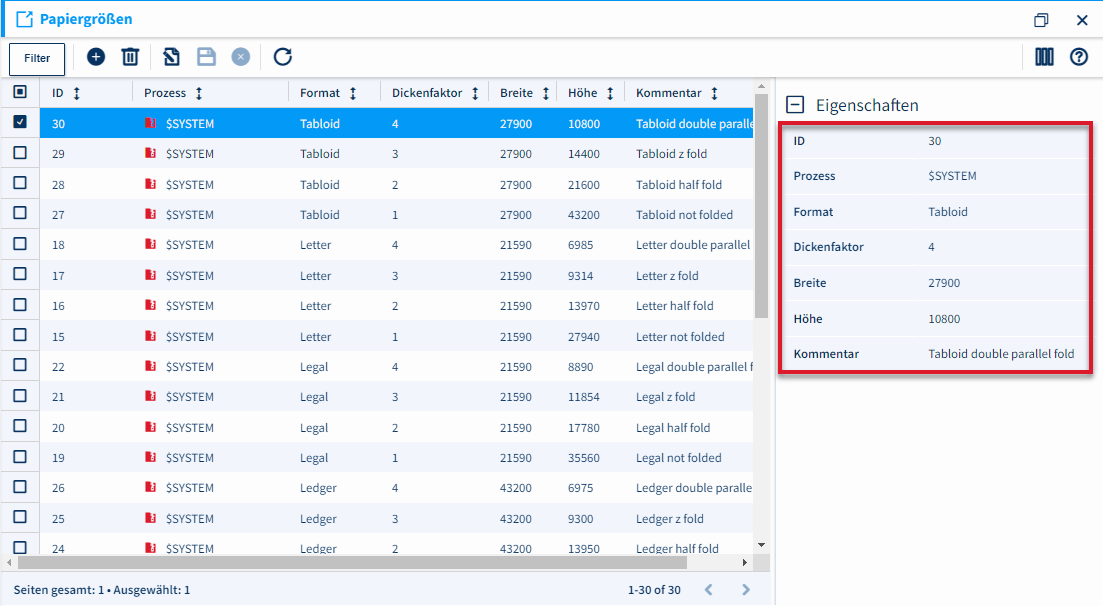 Papiergrößen
Filter
ID Prozess Format Dickenfaktor Breite Höhe Kommentar
30 $SYSTEM Tabloid 4 27900 10800 Tabloid double paralle
29 $SYSTEM Tabloid 3 27900 14400 Tabloid z fold
28 $SYSTEM Tabloid 2 27900 21600 Tabloid half fold
27 $SYSTEM Tabloid 1 27900 43200 Tabloid not folded
18 $SYSTEM Letter 4 21590 6985 Letter double parallel
17 $SYSTEM Letter 3 21590 9314 Letter z fold
16 $SYSTEM Letter 2 21590 13970 Letter half fold
15 $SYSTEM Letter 1 21590 27940 Letter not folded
22 $SYSTEM Legal 4 21590 8890 Legal double parallel f
21 $SYSTEM Legal 3 21590 11854 Legal z fold
20 $SYSTEM Legal 2 21590 17780 Legal half fold
19 $SYSTEM Legal 1 21590 35560 Legal not folded
26 $SYSTEM Ledger 4 43200 6975 Ledger double paralle
25 $SYSTEM Ledger 3 43200 9300 Ledger z fold
24 $SYSTEM Ledger 2 43200 13950 Ledger half fold
Seiten gesamt: 1 • Ausgewählt: 1
1-30 of 30
Eigenschaften
ID 30
Prozess $SYSTEM
Format Tabloid
Dickenfaktor 4
Breite 27900
Höhe 10800
Kommentar Tabloid double parallel fold